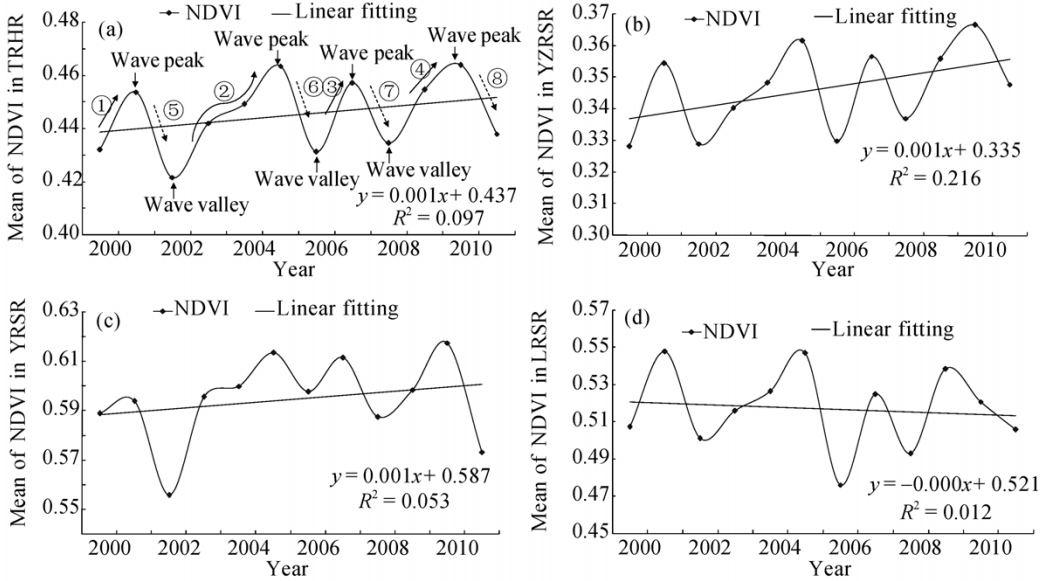 (a)
NDVI
Linear fitting
Wave peak
Wave peak
Wave peak
Wave peak
①
②
③
④
⑤
⑥
⑦
⑧
Wave valley
Wave valley
Wave valley
y = 0.001x + 0.437
R² = 0.097
0.48
0.46
0.44
0.42
0.40
Mean of NDVI in TRHR
2000 2002 2004 2006 2008 2010
Year
(b)
NDVI
Linear fitting
y = 0.001x + 0.335
R² = 0.216
0.37
0.36
0.35
0.34
0.33
0.32
0.31
0.30
Mean of NDVI in YZRSR
2000 2002 2004 2006 2008 2010
Year
(c)
NDVI
Linear fitting
y = 0.001x + 0.587
R² = 0.053
0.63
0.61
0.59
0.57
0.55
Mean of NDVI in YRSR
2000 2002 2004 2006 2008 2010
Year
(d)
NDVI
Linear fitting
y = −0.000x + 0.521
R² = 0.012
0.57
0.55
0.53
0.51
0.49
0.47
0.45
Mean of NDVI in LRSR
2000 2002 2004 2006 2008 2010
Year